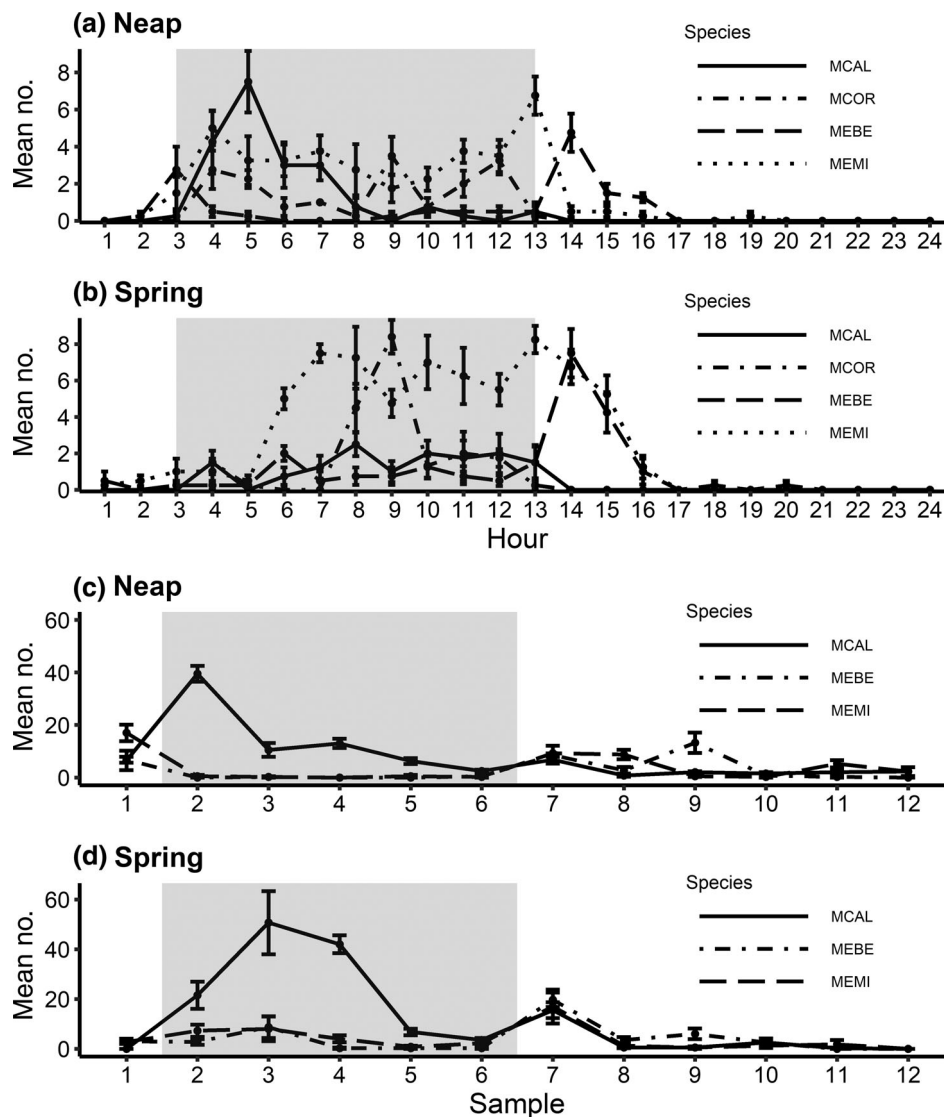 (a) Neap
Species
MCAL
MCOR
MEBE
MEMI
Mean no.
8
6
4
2
0
1 2 3 4 5 6 7 8 9 10 11 12 13 14 15 16 17 18 19 20 21 22 23 24
(b) Spring
Species
MCAL
MCOR
MEBE
MEMI
Mean no.
8
6
4
2
0
1 2 3 4 5 6 7 8 9 10 11 12 13 14 15 16 17 18 19 20 21 22 23 24
Hour
(c) Neap
Species
MCAL
MEBE
MEMI
Mean no.
60
40
20
0
1 2 3 4 5 6 7 8 9 10 11 12
(d) Spring
Species
MCAL
MEBE
MEMI
Mean no.
60
40
20
0
1 2 3 4 5 6 7 8 9 10 11 12
Sample